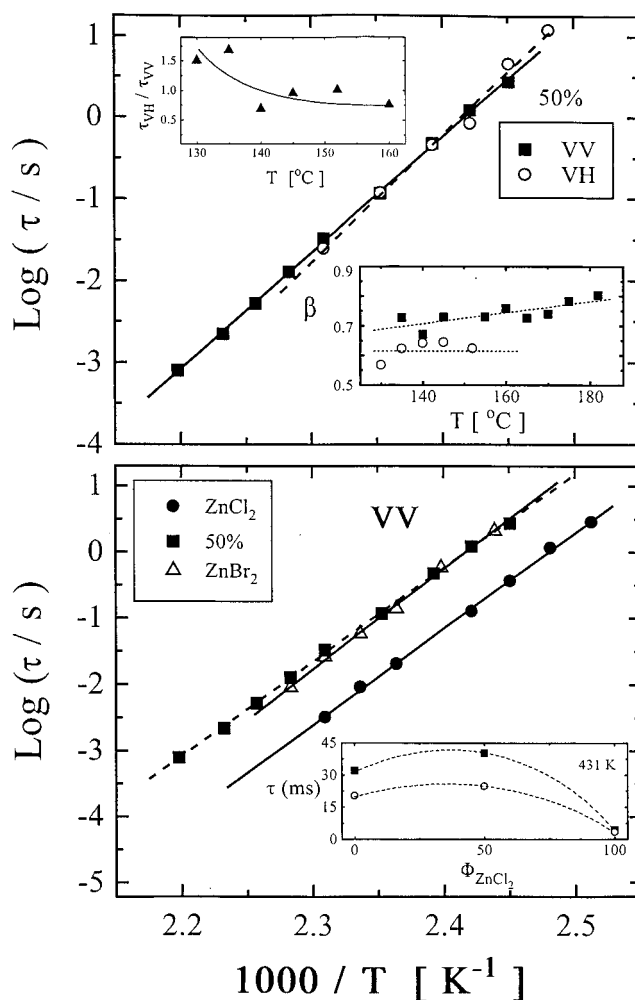 1
0
-1
-2
-3
-4
Log ( τ / s )
1.5
1.0
0.5
τVH / τVV
130 140 150 160
T [°C]
50%
VV
VH
0.9
0.7
0.5
β
140 160 180
T [ °C ]
1
0
-1
-2
-3
-4
-5
Log (τ / s )
ZnCl2
50%
ZnBr2
VV
45
30
15
0
τ (ms)
431 K
0 50 100
ΦZnCl2
2.2 2.3 2.4 2.5
1000 / T [ K-1 ]